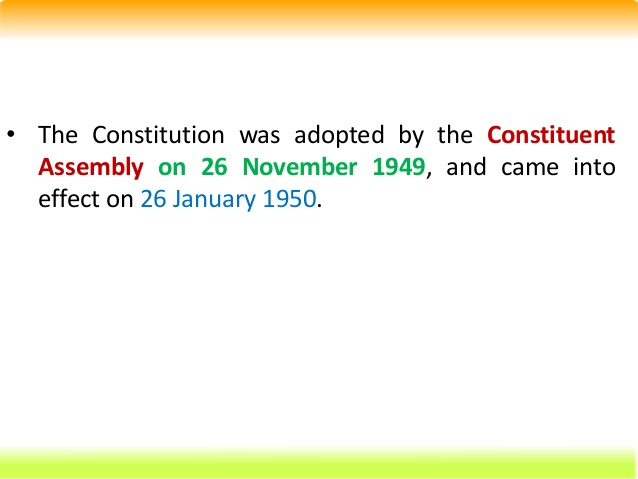 • The Constitution was adopted by the Constituent
Assembly on 26 November 1949, and came into
effect on 26 January 1950.